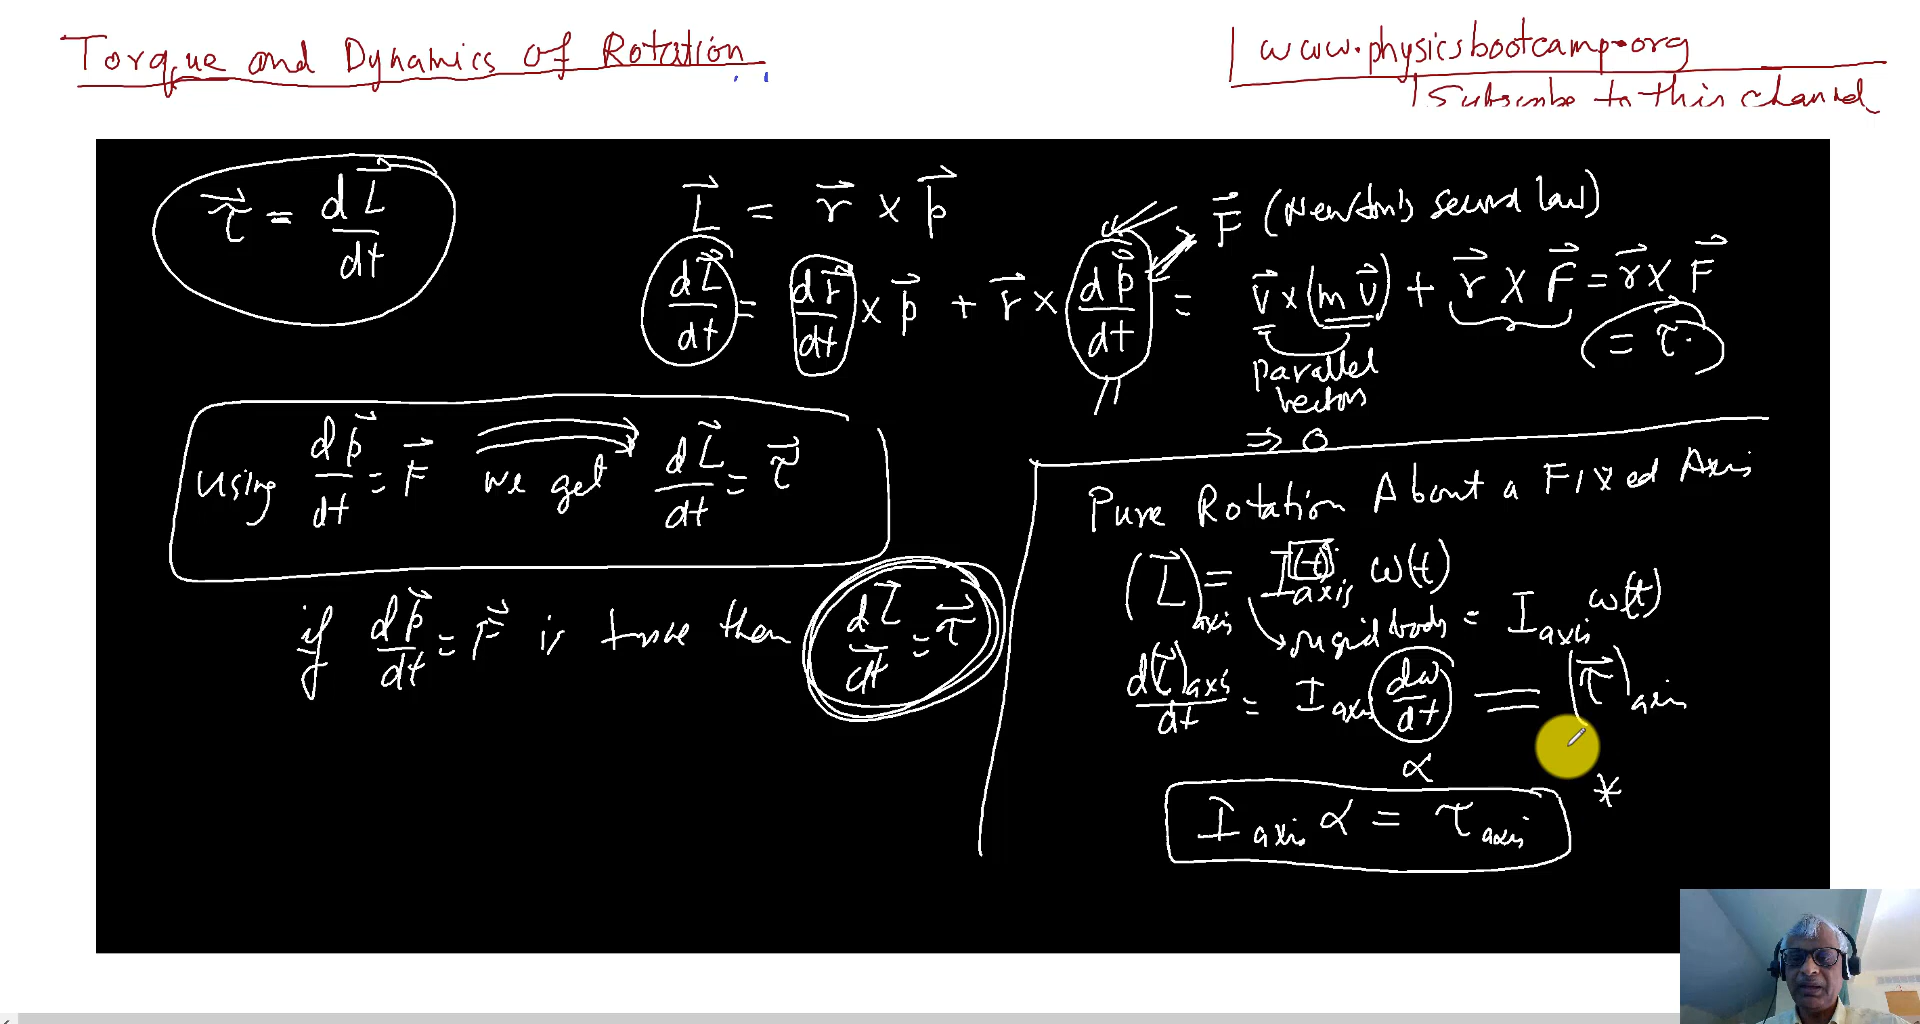 Torque and Dynamics of Rotation
www.physicsbootcamp.org
Subscribe to this channel
τ⃗ = dL⃗/dt
L⃗ = r⃗ × p⃗
F⃗ (Newton's second law)
dL⃗/dt = dr⃗/dt × p⃗ + r⃗ × dp⃗/dt = v⃗ × (m v⃗) + r⃗ × F⃗ = r⃗ × F⃗
= τ⃗.
parallel
vectors
⇒ 0
Using dp⃗/dt = F⃗ we get dL⃗/dt = τ⃗
if dp⃗/dt = F⃗ is true then dL⃗/dt = τ⃗
Pure Rotation About a Fixed Axis
(L⃗)axis = I(t)axis ω(t)
rigid body = Iaxis ω(t)
d(L⃗)axis/dt = Iaxis dω/dt = (τ⃗)axis
α
*
Iaxis α = τaxis